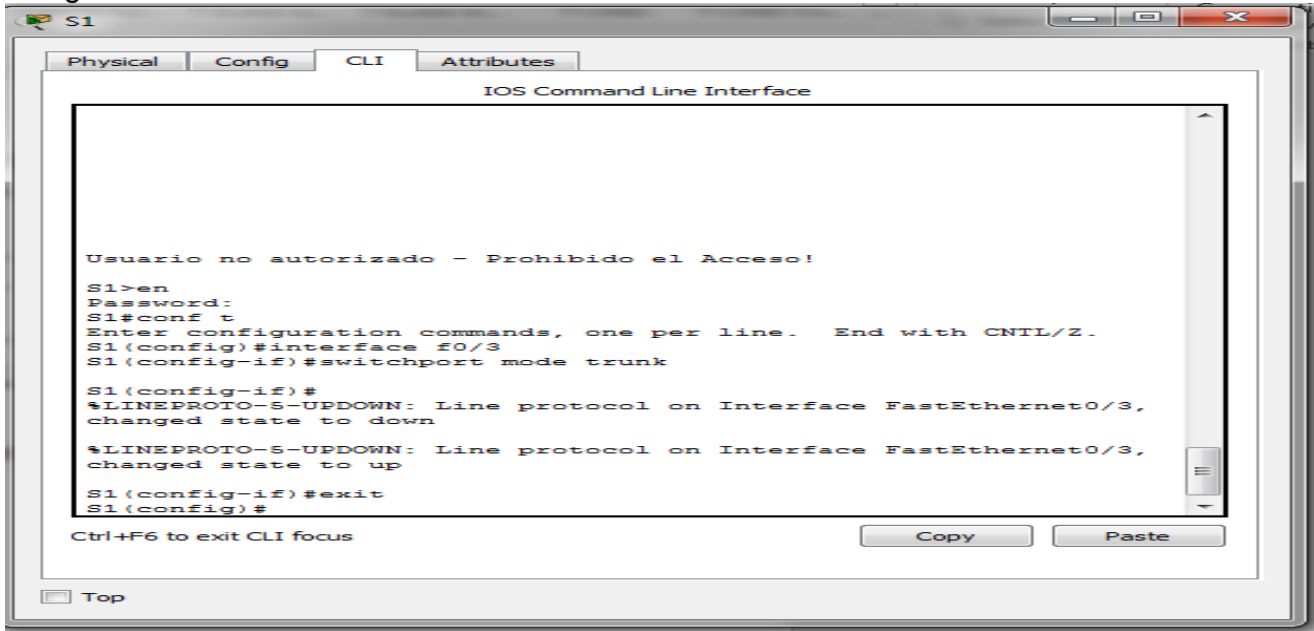 S1
Physical Config CLI Attributes
IOS Command Line Interface
Usuario no autorizado - Prohibido el Acceso!
S1>en
Password:
S1#conf t
Enter configuration commands, one per line. End with CNTL/Z.
S1(config)#interface f0/3
S1(config-if)#switchport mode trunk
S1(config-if)#
%LINEPROTO-5-UPDOWN: Line protocol on Interface FastEthernet0/3,
changed state to down
%LINEPROTO-5-UPDOWN: Line protocol on Interface FastEthernet0/3,
changed state to up
S1(config-if)#exit
S1(config)#
Ctrl+F6 to exit CLI focus
Copy Paste
Top